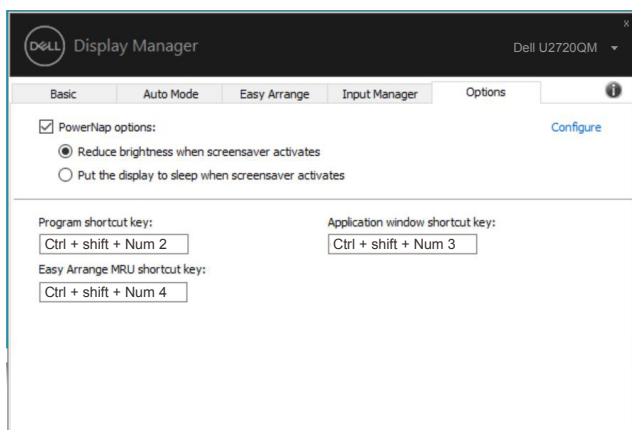 x
DELL Display Manager Dell U2720QM
Basic Auto Mode Easy Arrange Input Manager Options
PowerNap options: Configure
Reduce brightness when screensaver activates
Put the display to sleep when screensaver activates
Program shortcut key: Application window shortcut key:
Ctrl + shift + Num 2 Ctrl + shift + Num 3
Easy Arrange MRU shortcut key:
Ctrl + shift + Num 4